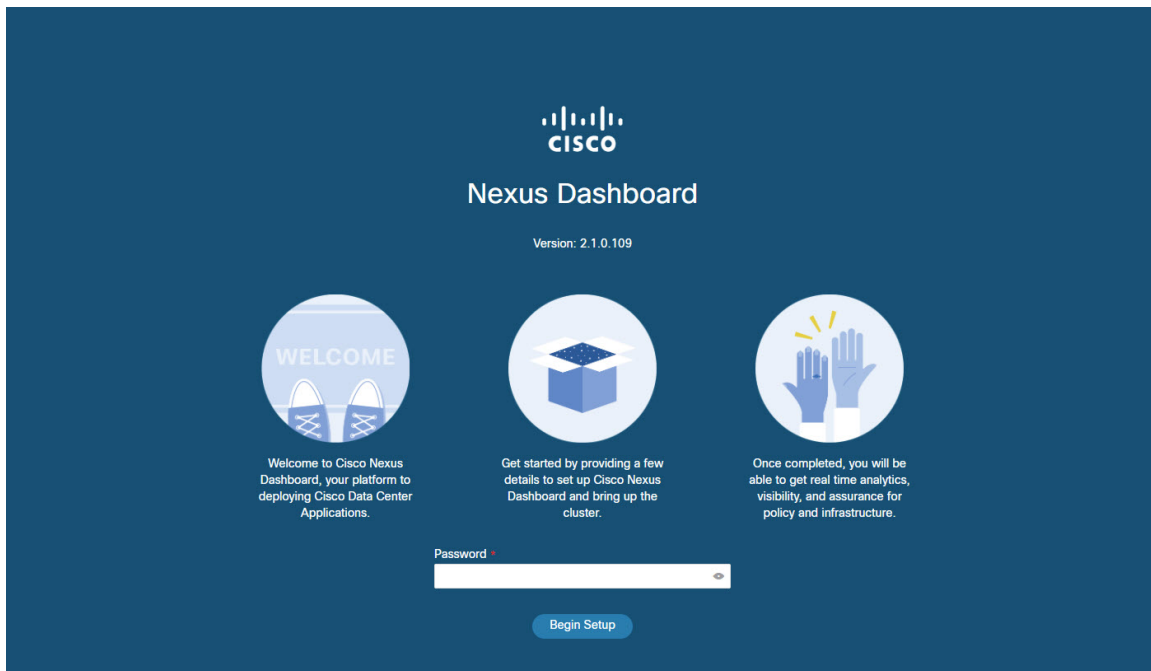 CISCO
Nexus Dashboard
Version: 2.1.0.109
WELCOME
Welcome to Cisco Nexus
Dashboard, your platform to
deploying Cisco Data Center
Applications.
Get started by providing a few
details to set up Cisco Nexus
Dashboard and bring up the
cluster.
Once completed, you will be
able to get real time analytics,
visibility, and assurance for
policy and infrastructure.
Password *
Begin Setup